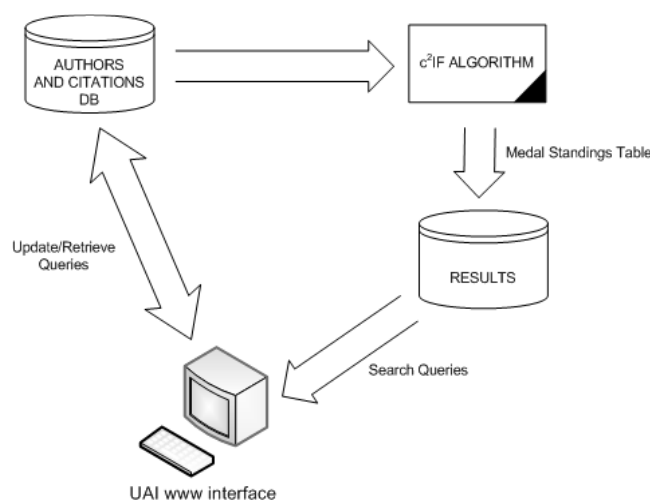 AUTHORS
AND CITATIONS
DB
c²IF ALGORITHM
Medal Standings Table
Update/Retrieve
Queries
RESULTS
Search Queries
UAI www interface